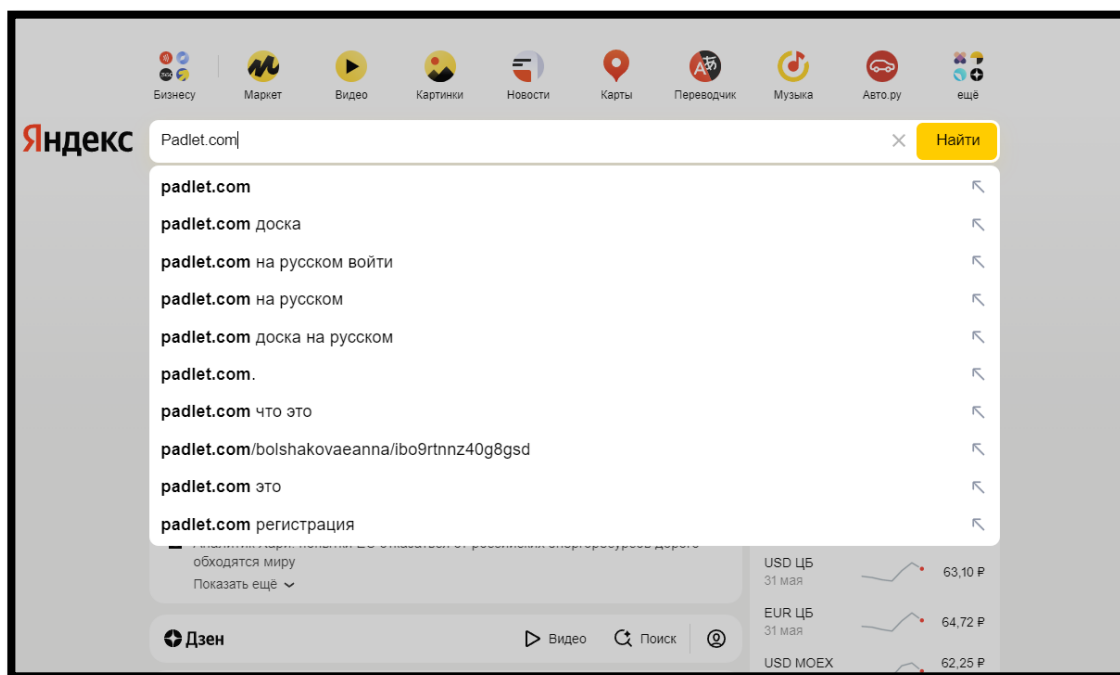 Бизнесу
Маркет
Видео
Картинки
Новости
Карты
Переводчик
Музыка
Авто.ру
ещё
Яндекс
Padlet.com
Найти
padlet.com
padlet.com доска
padlet.com на русском войти
padlet.com на русском
padlet.com доска на русском
padlet.com.
padlet.com что это
padlet.com/bolshakovaeanna/ibo9rtnnz40g8gsd
padlet.com это
padlet.com регистрация
обходятся миру
Показать ещё
USD ЦБ
31 мая
63,10 ₽
EUR ЦБ
31 мая
64,72 ₽
USD MOEX
62,25 ₽
Дзен
Видео
Поиск